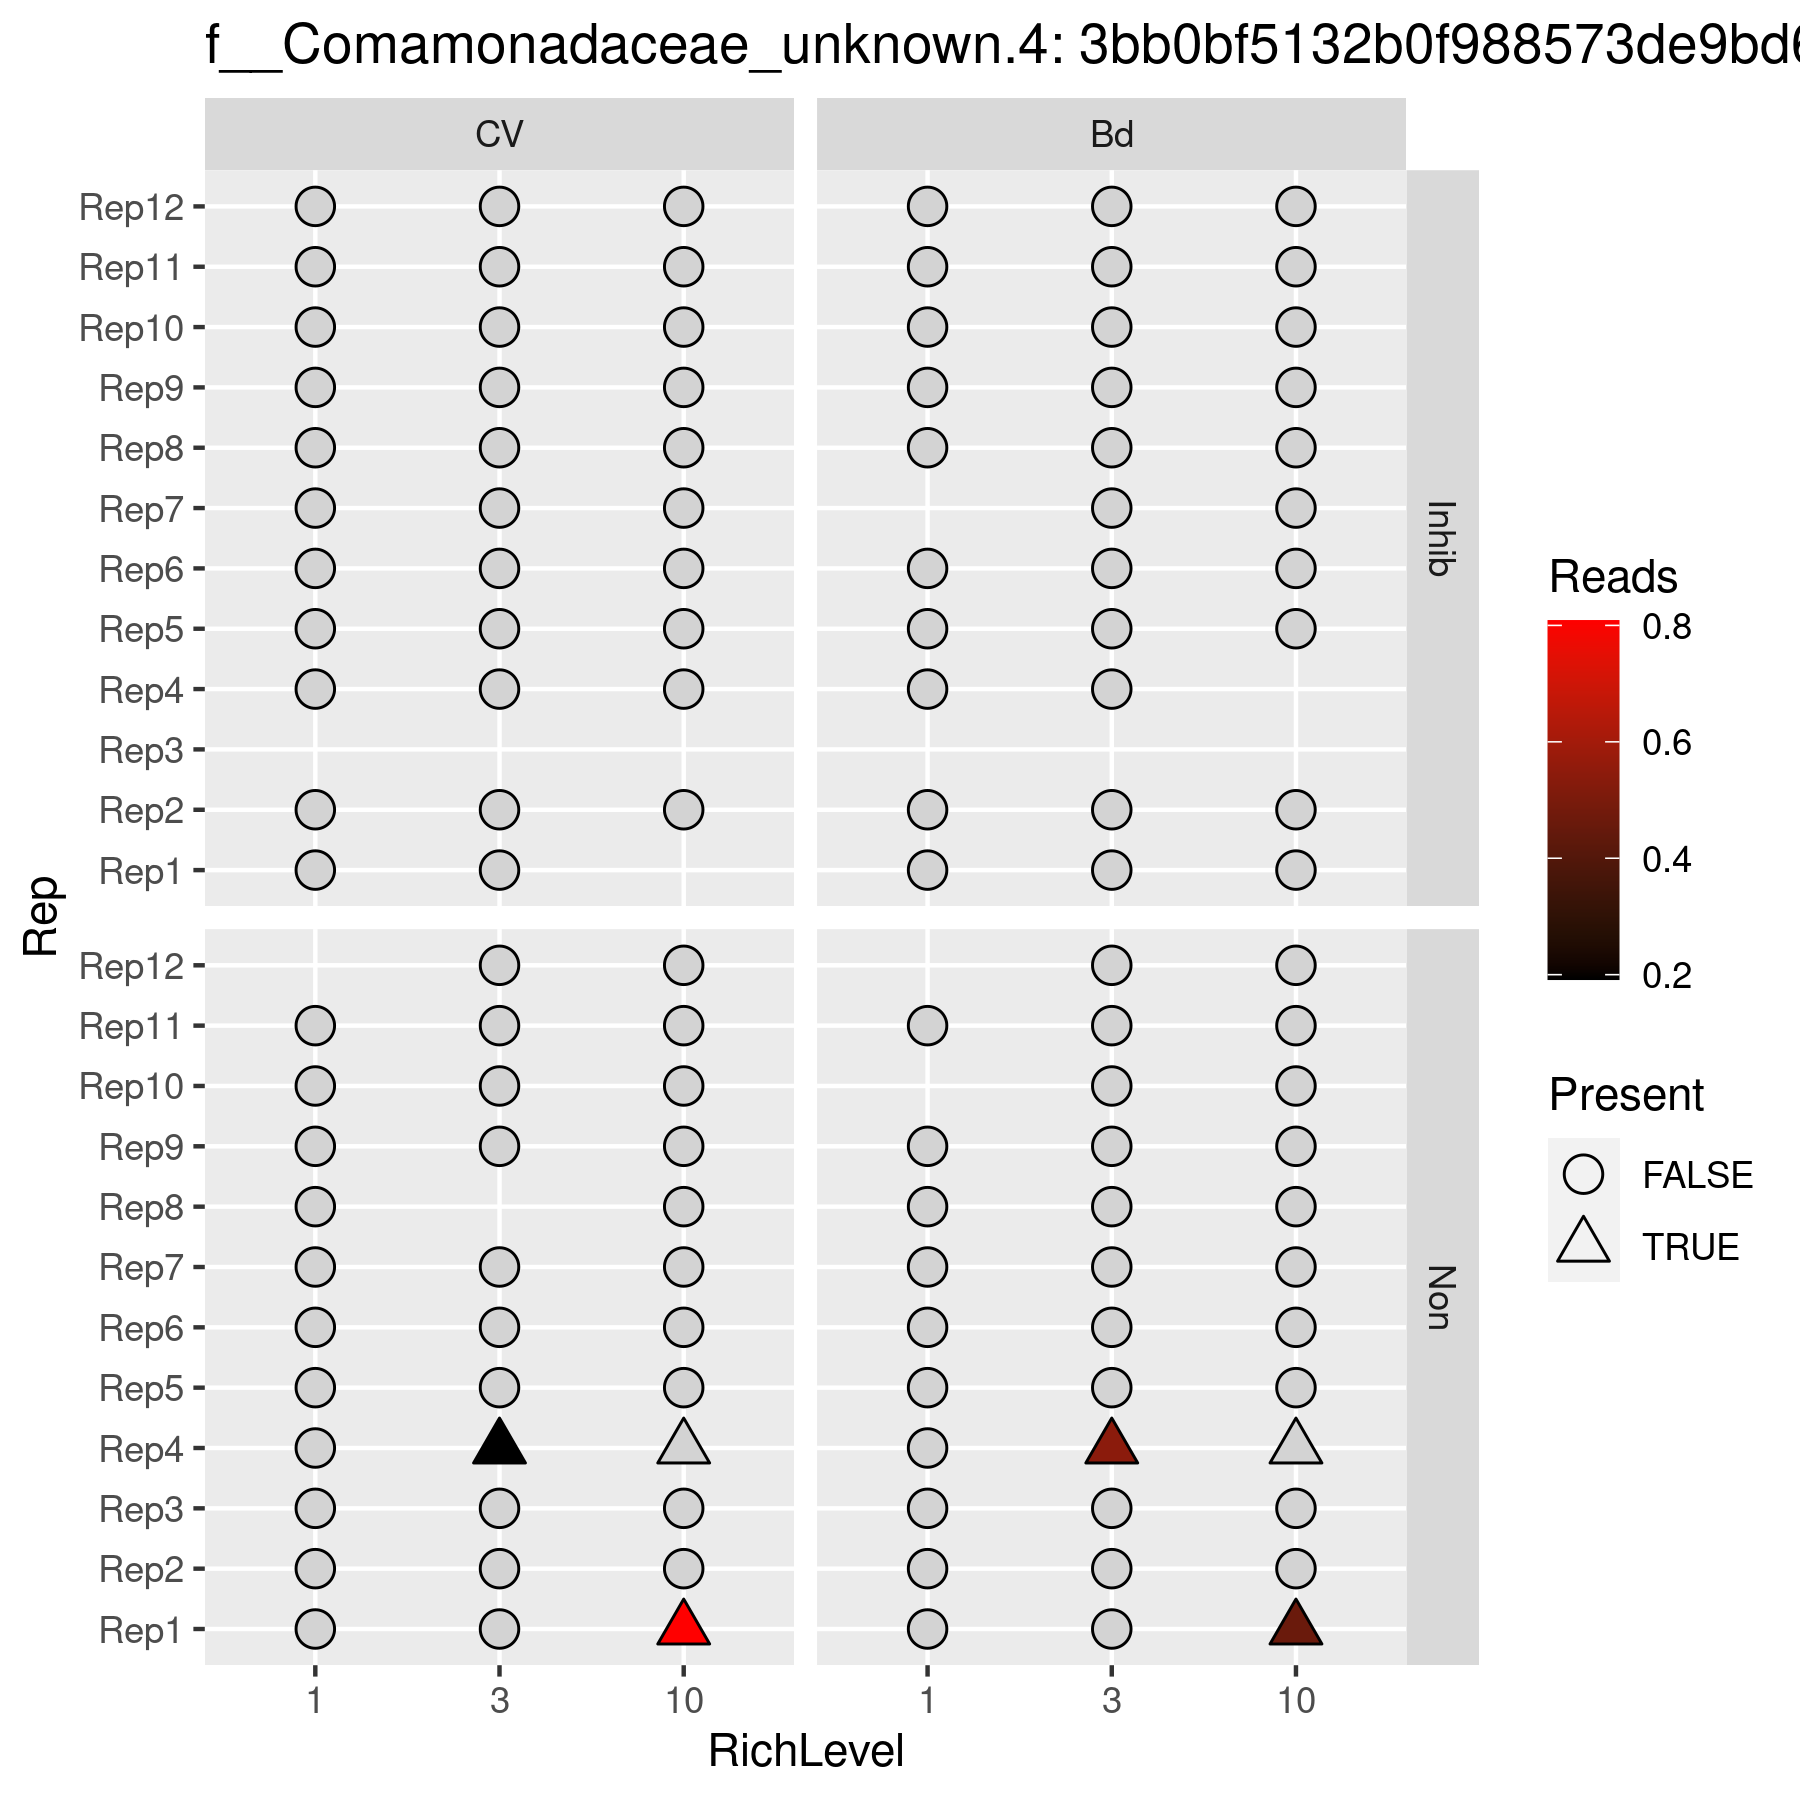 f__Comamonadaceae_unknown.4: 3bb0bf5132b0f988573de9bd6
CV
Bd
Rep12
Rep11
Rep10
Rep9
Rep8
Rep7
Rep6
Rep5
Rep4
Rep3
Rep2
Rep1
Inhib
Rep12
Rep11
Rep10
Rep9
Rep8
Rep7
Rep6
Rep5
Rep4
Rep3
Rep2
Rep1
Non
Rep
1
3
10
1
3
10
RichLevel
Reads
0.8
0.6
0.4
0.2
Present
FALSE
TRUE